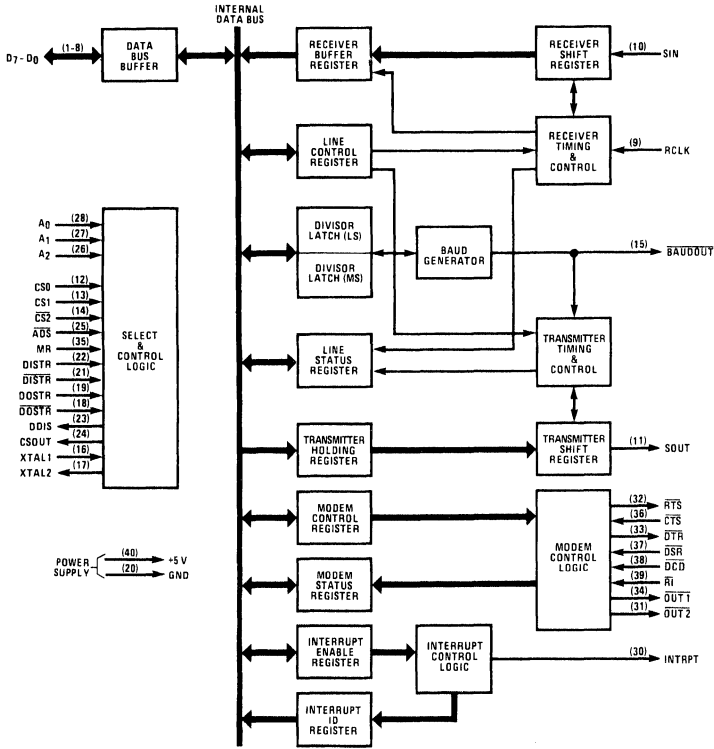 INTERNAL
DATA BUS
D7-D0
(1-8)
DATA
BUS
BUFFER
RECEIVER
BUFFER
REGISTER
RECEIVER
SHIFT
REGISTER
(10)
SIN
LINE
CONTROL
REGISTER
RECEIVER
TIMING
&
CONTROL
(9)
RCLK
DIVISOR
LATCH (LS)
DIVISOR
LATCH (MS)
BAUD
GENERATOR
(15)
BAUDOUT
A0 (28)
A1 (27)
A2 (26)
CS0 (12)
CS1 (13)
CS2 (14)
ADS (25)
MR (35)
DISTR (22)
DISTR (21)
DOSTR (19)
DOSTR (18)
DDIS (23)
CSOUT (24)
XTAL1 (16)
XTAL2 (17)
SELECT
&
CONTROL
LOGIC
LINE
STATUS
REGISTER
TRANSMITTER
TIMING
&
CONTROL
TRANSMITTER
HOLDING
REGISTER
TRANSMITTER
SHIFT
REGISTER
(11)
SOUT
POWER
SUPPLY
(40) +5 V
(20) GND
MODEM
CONTROL
REGISTER
MODEM
STATUS
REGISTER
MODEM
CONTROL
LOGIC
(32) RTS
(36) CTS
(33) DTR
(37) DSR
(38) DCD
(39) RI
(34) OUT1
(31) OUT2
INTERRUPT
ENABLE
REGISTER
INTERRUPT
CONTROL
LOGIC
(30)
INTRPT
INTERRUPT
ID
REGISTER